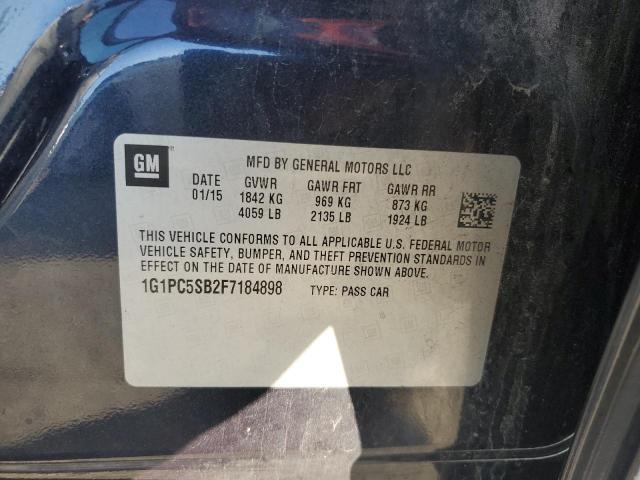 GM
MFD BY GENERAL MOTORS LLC
DATE GVWR GAWR FRT GAWR RR
01/15 1842 KG 969 KG 873 KG
4059 LB 2135 LB 1924 LB
THIS VEHICLE CONFORMS TO ALL APPLICABLE U.S. FEDERAL MOTOR
VEHICLE SAFETY, BUMPER, AND THEFT PREVENTION STANDARDS IN
EFFECT ON THE DATE OF MANUFACTURE SHOWN ABOVE.
1G1PC5SB2F7184898 TYPE: PASS CAR